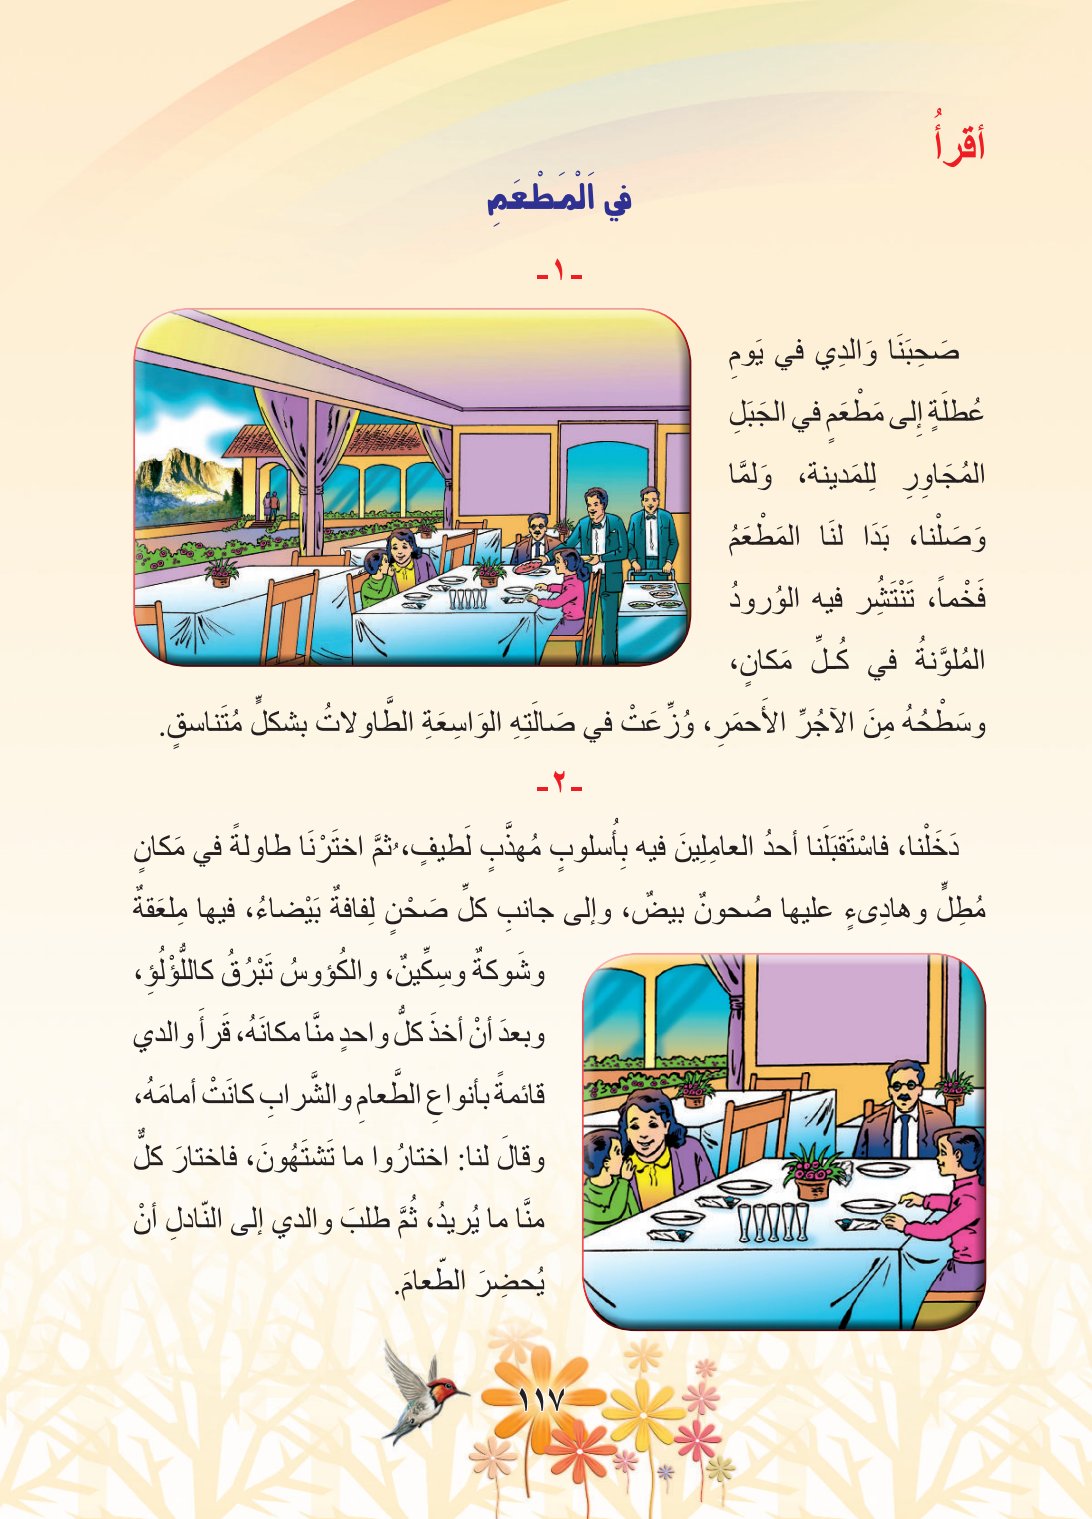 أقرأُ
في اَلْمَطْعَمِ
- ١ -
صَحِبَنَا وَالدِي في يَومِ
عُطلَةٍ إِلى مَطْعَمٍ في الجَبَلِ
المُجَاوِرِ لِلمَدينة، وَلمَّا
وَصَلْنا، بَدَا لنَا المَطْعَمُ
فَخْماً، تَنْتَشُِر فيه الوُرودُ
المُلوَّنةُ في كُـلِّ مَكانٍ،
وسَطْحُهُ مِنَ الآجُرِّ الأَحمَرِ، وُزِّعَتْ في صَالَتِهِ الوَاسِعَةِ الطَّاولاتُ بشكلٍّ مُتَناسقٍ.
- ٢ -
دَخَلْنا، فاسْتَقبَلَنا أحدُ العامِلِينَ فيه بِأُسلوبٍ مُهذَّبٍ لَطيفٍ، ُثمَّ اختَرْنَا طاولةً في مَكانٍ
مُطِلٍّ وهادِىءٍ عليها صُحونٌ بيضٌ، وإلى جانبِ كلِّ صَحْنٍ لِفافةٌ بَيْضاءُ، فيها مِلعَقةٌ
وشَوكةٌ وسِكِّينٌ، والكُؤوسُ تَبْرُقُ كاللُّؤْلُؤِ،
وبعدَ أنْ أخذَ كلُّ واحدٍ منَّا مكانَهُ، قَرأَ والدي
قائمةً بأنواعِ الطَّعامِ والشَّرابِ كانَتْ أمامَهُ،
وقالَ لنا: اختارُوا ما تَشتَهُونَ، فاختارَ كلٌّ
منَّا ما يُريدُ، ثُمَّ طلبَ والدي إلى النّادلِ أنْ
يُحضِرَ الطّعامَ.
١١٧